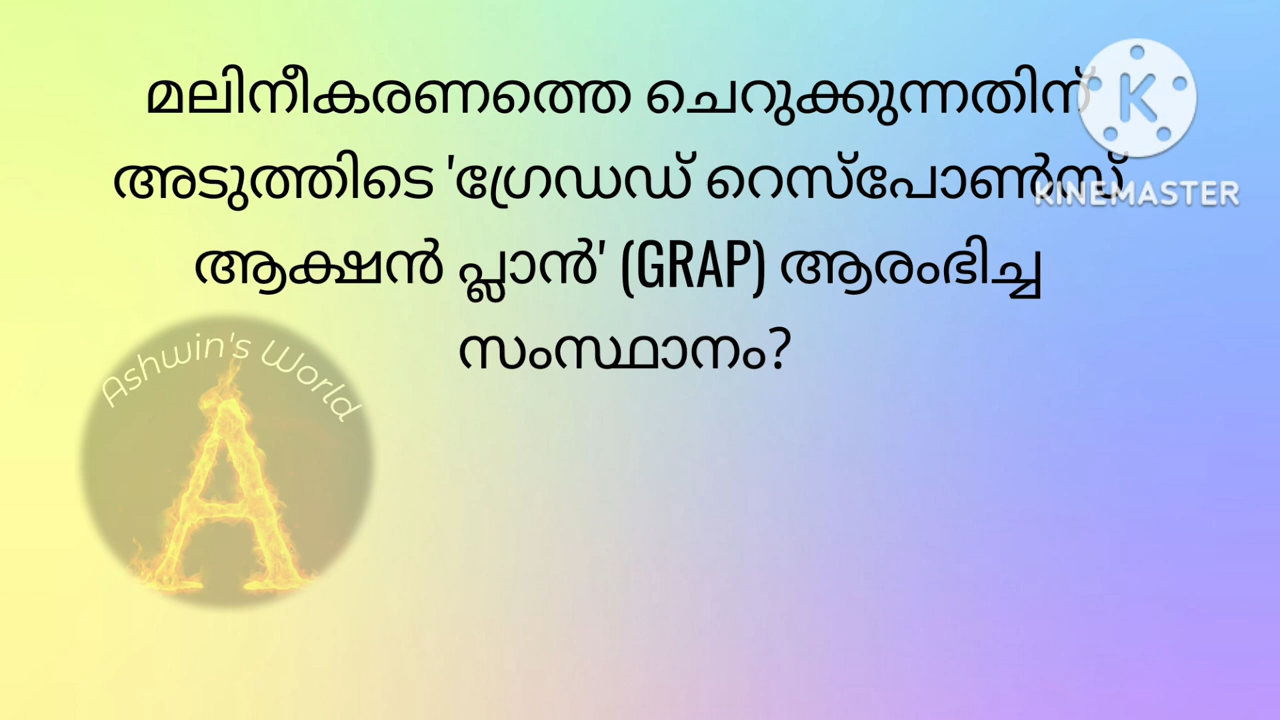 മലിനീകരണത്തെ ചെറുക്കുന്നതിന്
അടുത്തിടെ 'ഗ്രേഡഡ് റെസ്പോൺസ്
ആക്ഷൻ പ്ലാൻ' (GRAP) ആരംഭിച്ച
സംസ്ഥാനം?
K
KINEMASTER
Ashwin's World
A